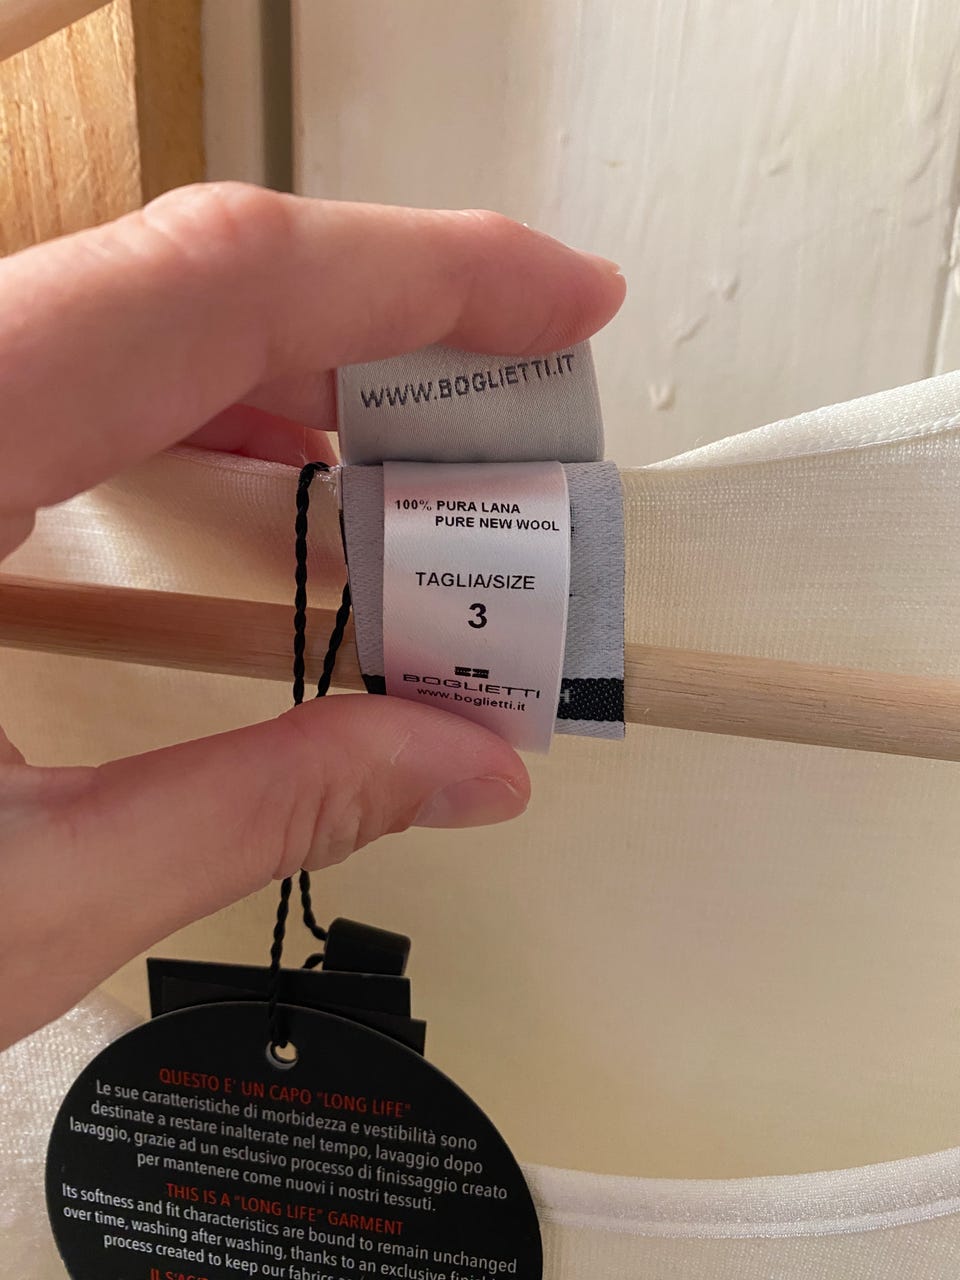 WWW.BOGLIETTI.IT
100% PURA LANA
PURE NEW WOOL
TAGLIA/SIZE
3
BOGLIETTI
www.boglietti.it
H
QUESTO E' UN CAPO "LONG LIFE"
Le sue caratteristiche di morbidezza e vestibilità sono
destinate a restare inalterate nel tempo, lavaggio dopo
lavaggio, grazie ad un esclusivo processo di finissaggio creato
per mantenere come nuovi i nostri tessuti.
THIS IS A "LONG LIFE" GARMENT
Its softness and fit characteristics are bound to remain unchanged
over time, washing after washing, thanks to an exclusive
process created to keep our fabrics